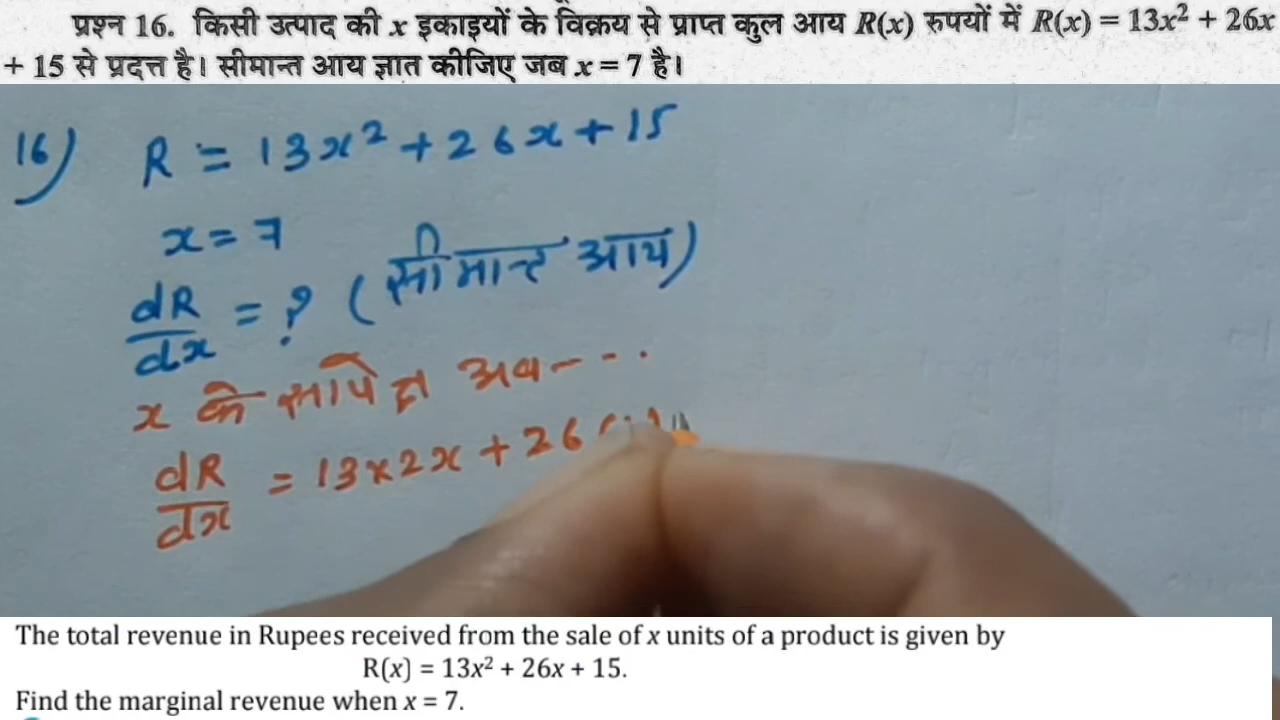 प्रश्न 16. किसी उत्पाद की x इकाइयों के विक्रय से प्राप्त कुल आय R(x) रुपयों में R(x) = 13x² + 26x
+ 15 से प्रदत्त है। सीमान्त आय ज्ञात कीजिए जब x = 7 है।
16) R = 13x² + 26x + 15
x = 7
dR/dx = ? (सीमान्त आय)
x के सापेक्ष अव---.
dR/dx = 13×2x + 26
The total revenue in Rupees received from the sale of x units of a product is given by
R(x) = 13x² + 26x + 15.
Find the marginal revenue when x = 7.